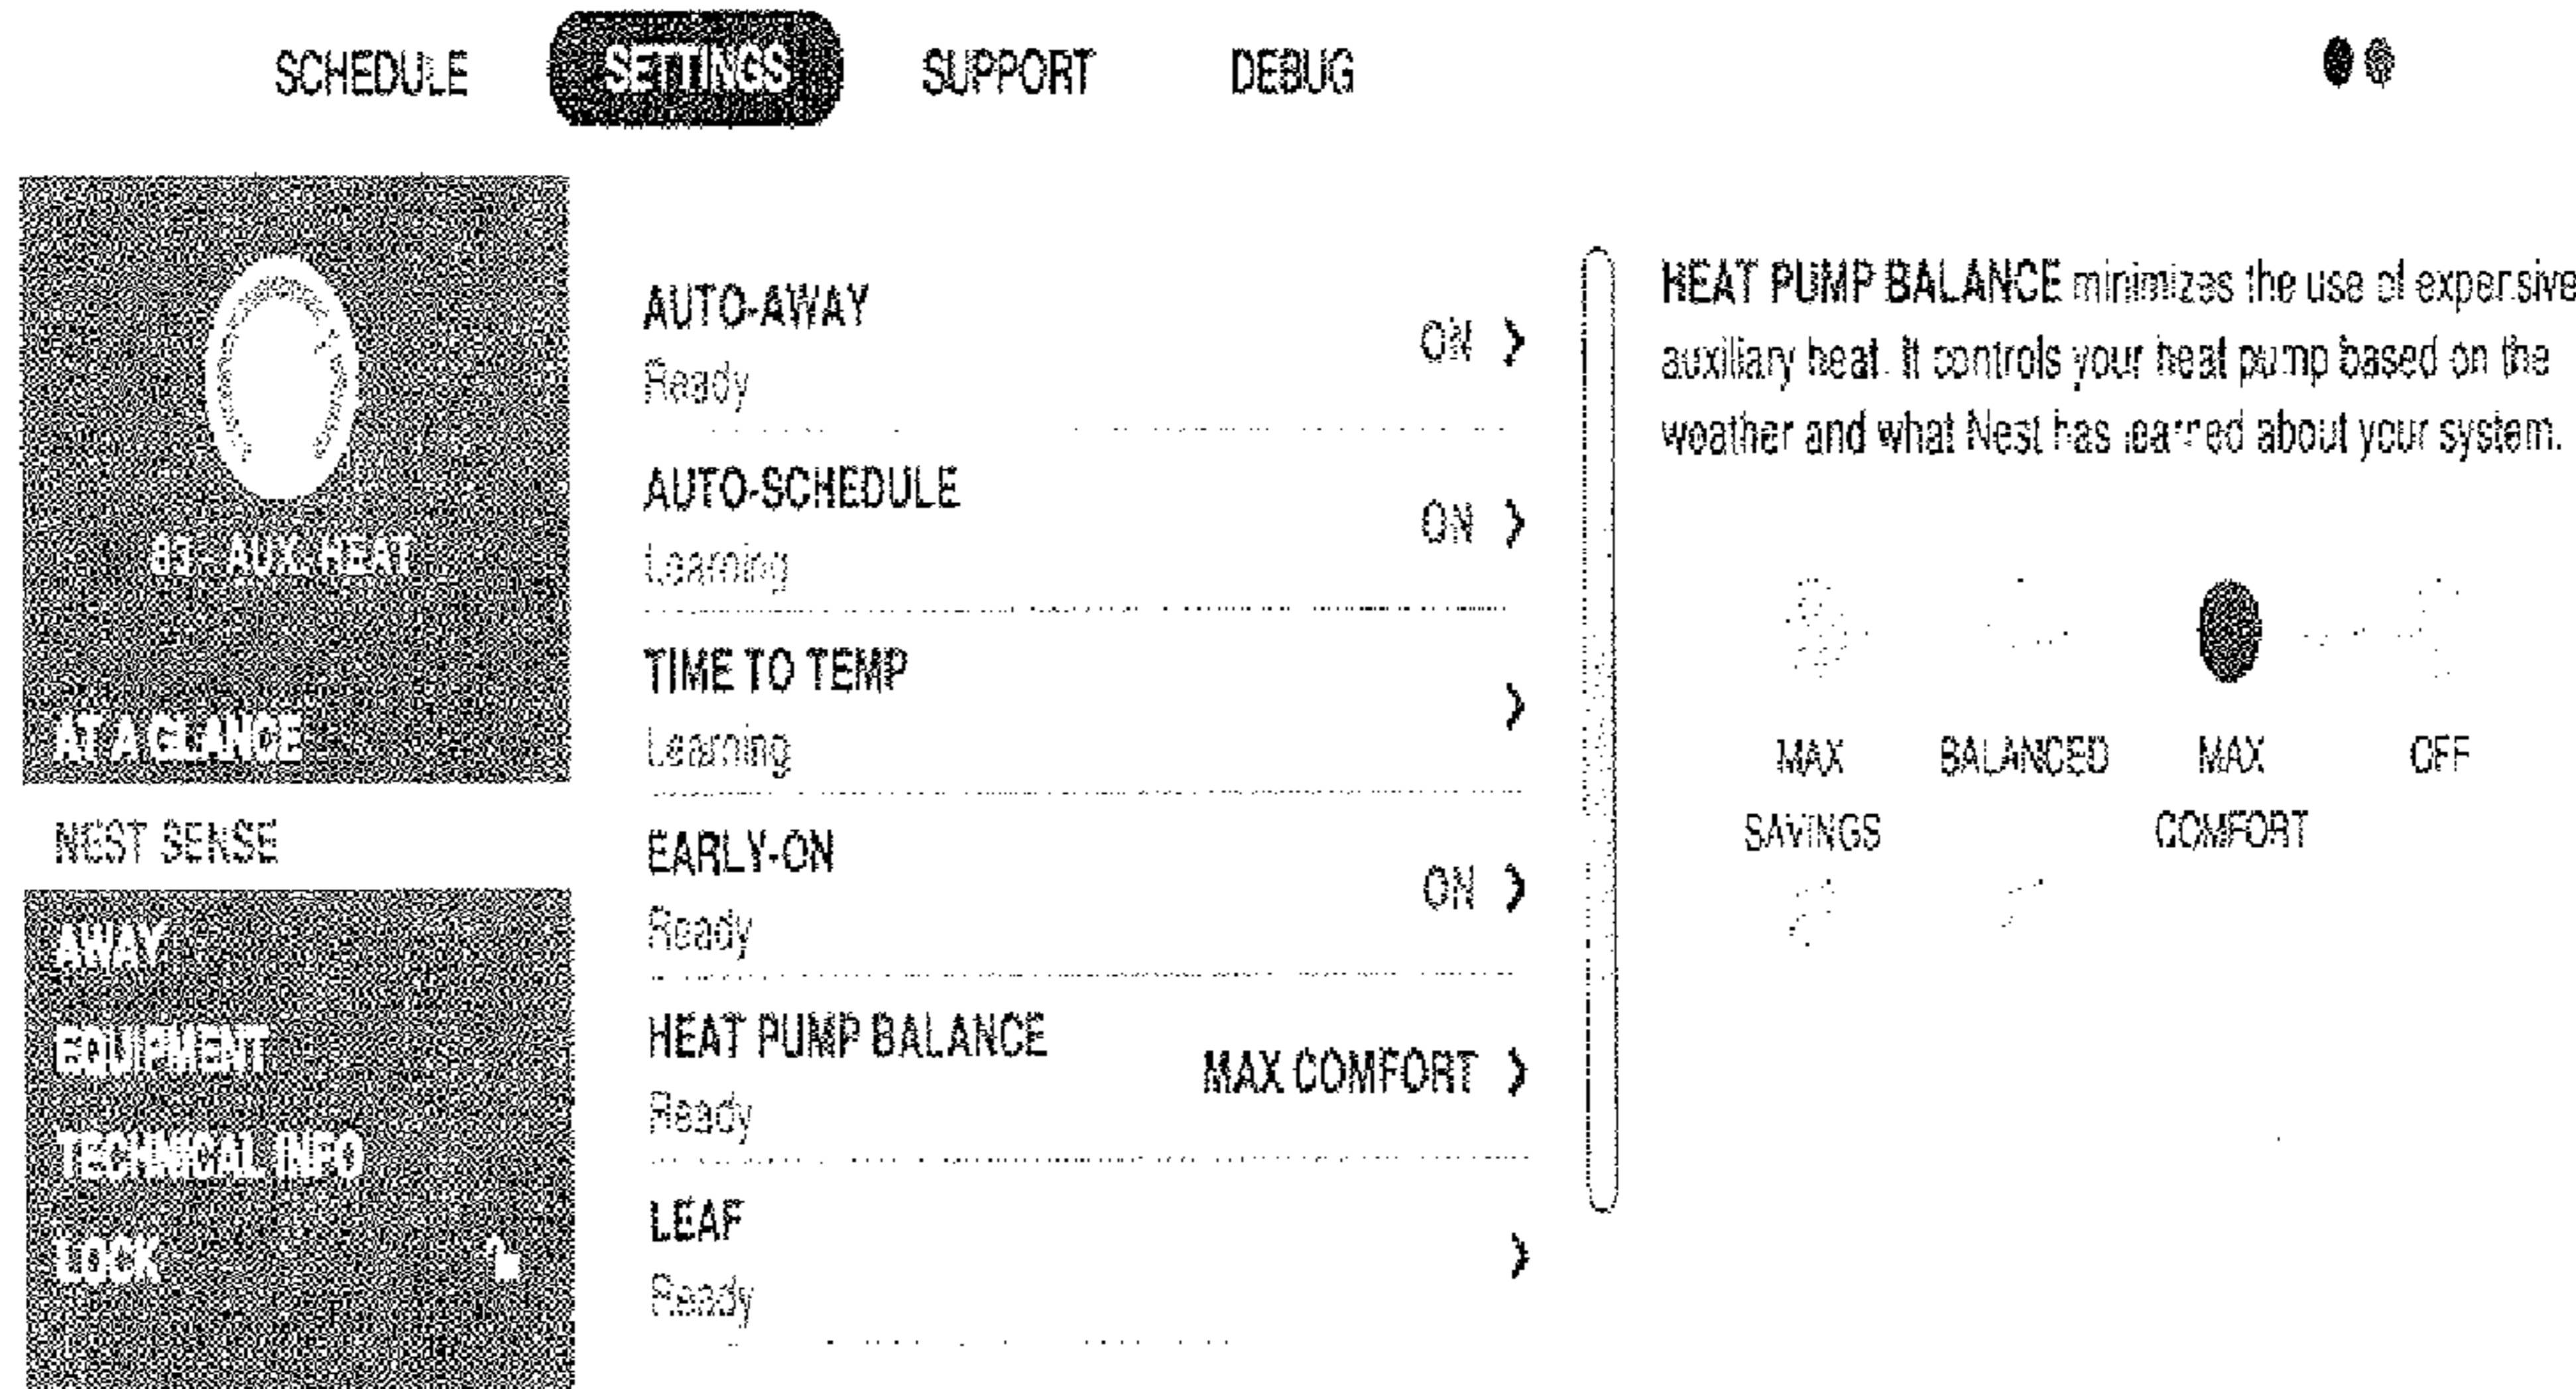 SCHEDULE SETTINGS SUPPORT DEBUG
83° AUX. HEAT
AT A GLANCE
NEST SENSE
AWAY
EQUIPMENT
TECHNICAL INFO
LOCK
AUTO-AWAY
Ready
ON
AUTO-SCHEDULE
Learning
ON
TIME TO TEMP
Learning
EARLY-ON
Ready
ON
HEAT PUMP BALANCE
Ready
MAX COMFORT
LEAF
Ready
HEAT PUMP BALANCE minimizes the use of expensive
auxiliary heat. It controls your heat pump based on the
weather and what Nest has learned about your system.
MAX BALANCED MAX OFF
SAVINGS COMFORT